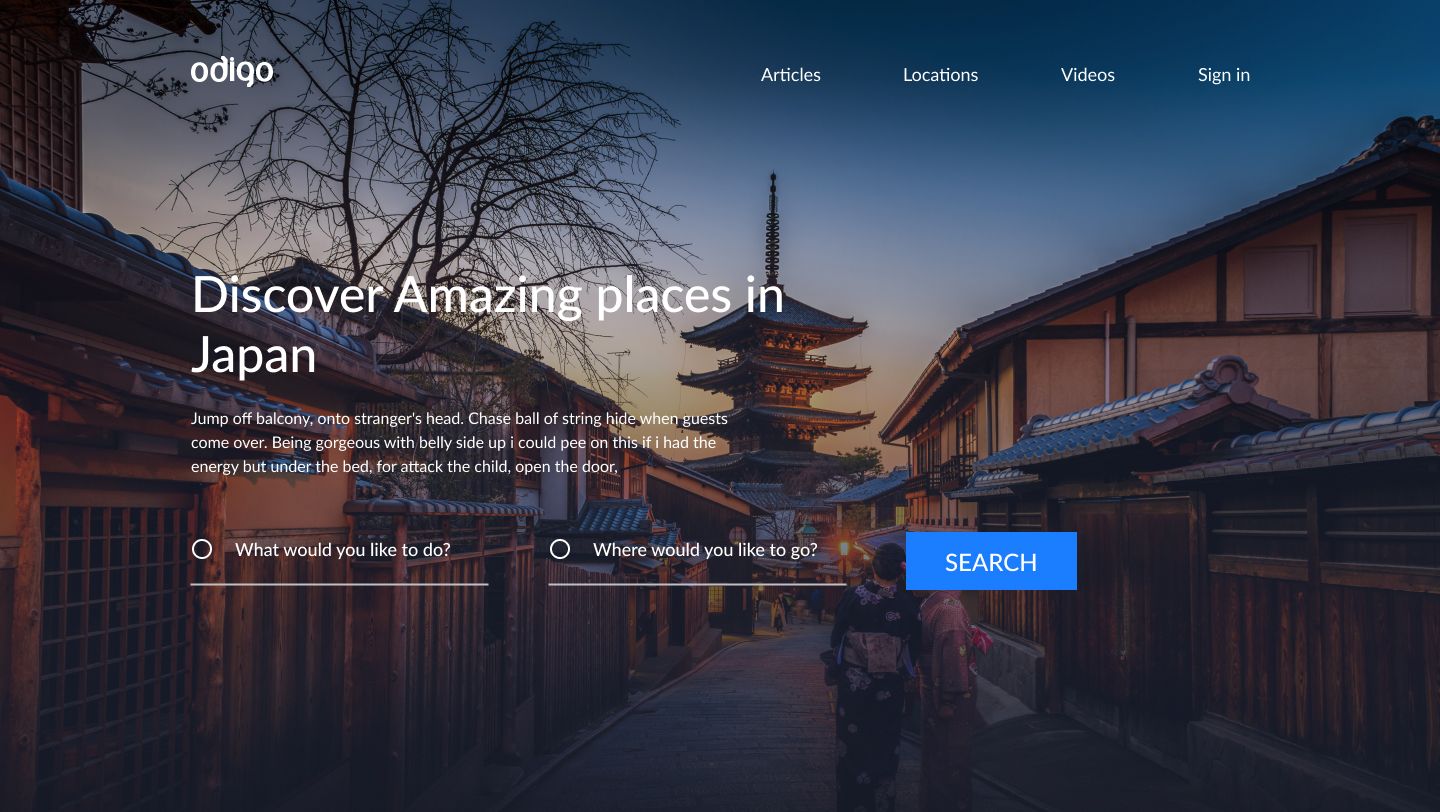 odigo
Articles Locations Videos Sign in
Discover Amazing places in
Japan
Jump off balcony, onto stranger's head. Chase ball of string hide when guests
come over. Being gorgeous with belly side up i could pee on this if i had the
energy but under the bed, for attack the child, open the door,
What would you like to do? Where would you like to go? SEARCH